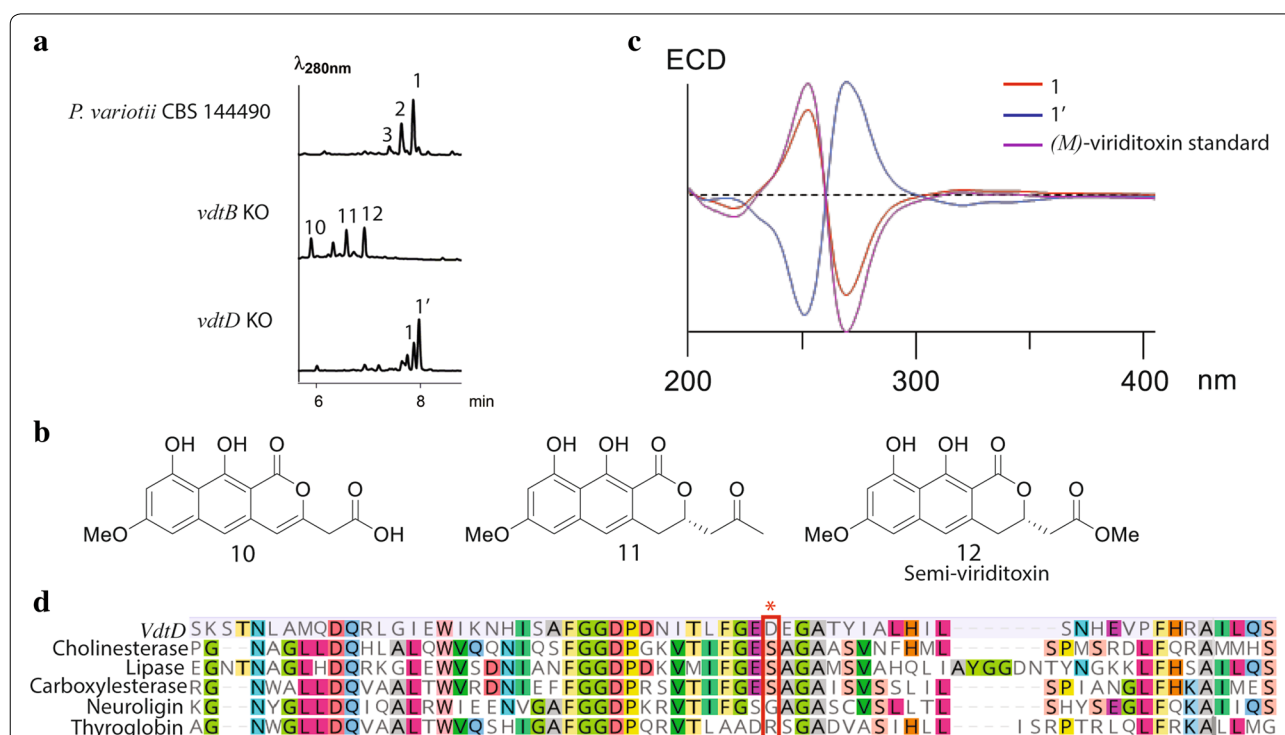 a
λ280nm
P. variotii CBS 144490
3
2
1
vdtB KO
10
11
12
vdtD KO
1
1′
6
8
min
c
ECD
1
1′
(M)-viriditoxin standard
200
300
400
nm
b
OH OH O
O
O
MeO
OH
10
OH OH O
O
O
MeO
11
OH OH O
O
O
MeO
OMe
12
Semi-viriditoxin
d
*
VdtD SKSTNLAMQDQRLGIEWIKNHISAFGGDPDNITLFGEDEGATYIALHIL-------SNHEVPFHRAILQS
Cholinesterase PG--NAGLLDQHLALQWVQQNIQSFGGDPMKVTIFGESAGAASVNFHML------SPMSRDLFQRAMMHS
Lipase EGNTNAGLHDQRKGLEWVSDNIANFGGDPDKVMIFGESAGAMSVAHQLIAYGGDNTYNGKKLFHSAILQS
Carboxylesterase RG--NWALLDQVAALTWVRDNIEFFGGDPRSVTIFGESAGAISVSSLIL------SPIANGLFHKAIMES
Neuroligin KG--NYGLLDQIQALRWIEENVGAFGGDPKRVTIFGSGAGASCVSLLTL------SHYSEGLFQKAIIQS
Thyroglobin AG--NWGLLDQVAALTWVQSHIGAFGGDPQRVTLAADRSGADVASIHLL----ISRPTRLQLFRKALLMG